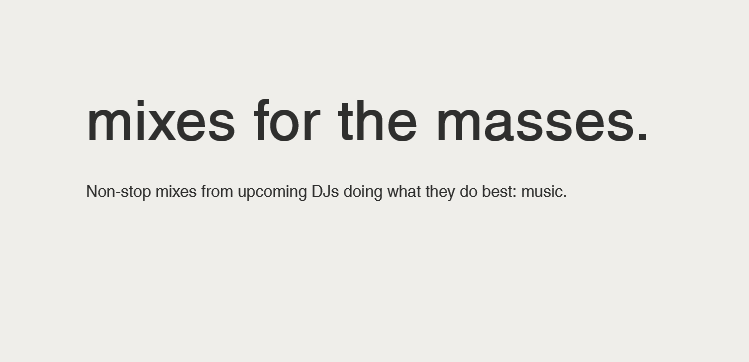 mixes for the masses.
Non-stop mixes from upcoming DJs doing what they do best: music.